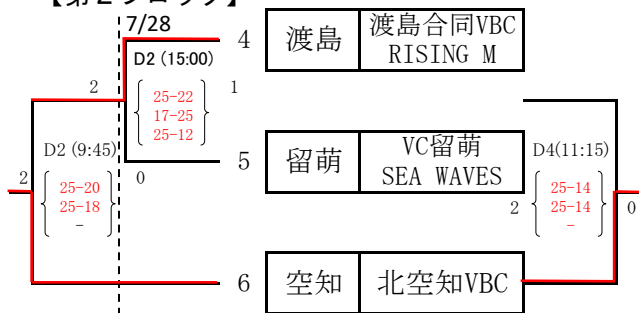 【第２ブロック】
7/28
4 渡島 渡島合同VBC
RISING M
D2 (15:00)
2
1
25-22
17-25
25-12
D2 (9:45)
5 留萌 VC留萌
SEA WAVES
D4(11:15)
2
0
25-20
25-18
-
2
25-14
25-14
-
0
6 空知 北空知VBC